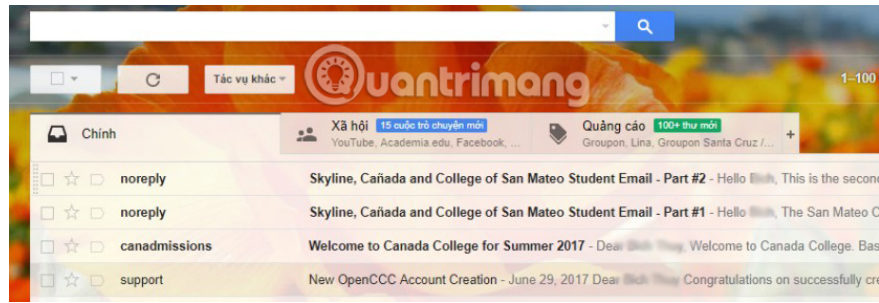 Tác vụ khác
Quantrimang
1–100
Chính
Xã hội 15 cuộc trò chuyện mới
YouTube, Academia.edu, Facebook, ...
Quảng cáo 100+ thư mới
Groupon, Lina, Groupon Santa Cruz /...
+
noreply Skyline, Cañada and College of San Mateo Student Email - Part #2 - Hello , This is the second
noreply Skyline, Cañada and College of San Mateo Student Email - Part #1 - Hello , The San Mateo C
canadmissions Welcome to Canada College for Summer 2017 - Dear , Welcome to Canada College. Bas
support New OpenCCC Account Creation - June 29, 2017 Dear Congratulations on successfully cre